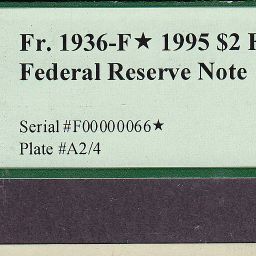 Fr. 1936-F★ 1995 $2
Federal Reserve Note
Serial #F00000066★
Plate #A2/4